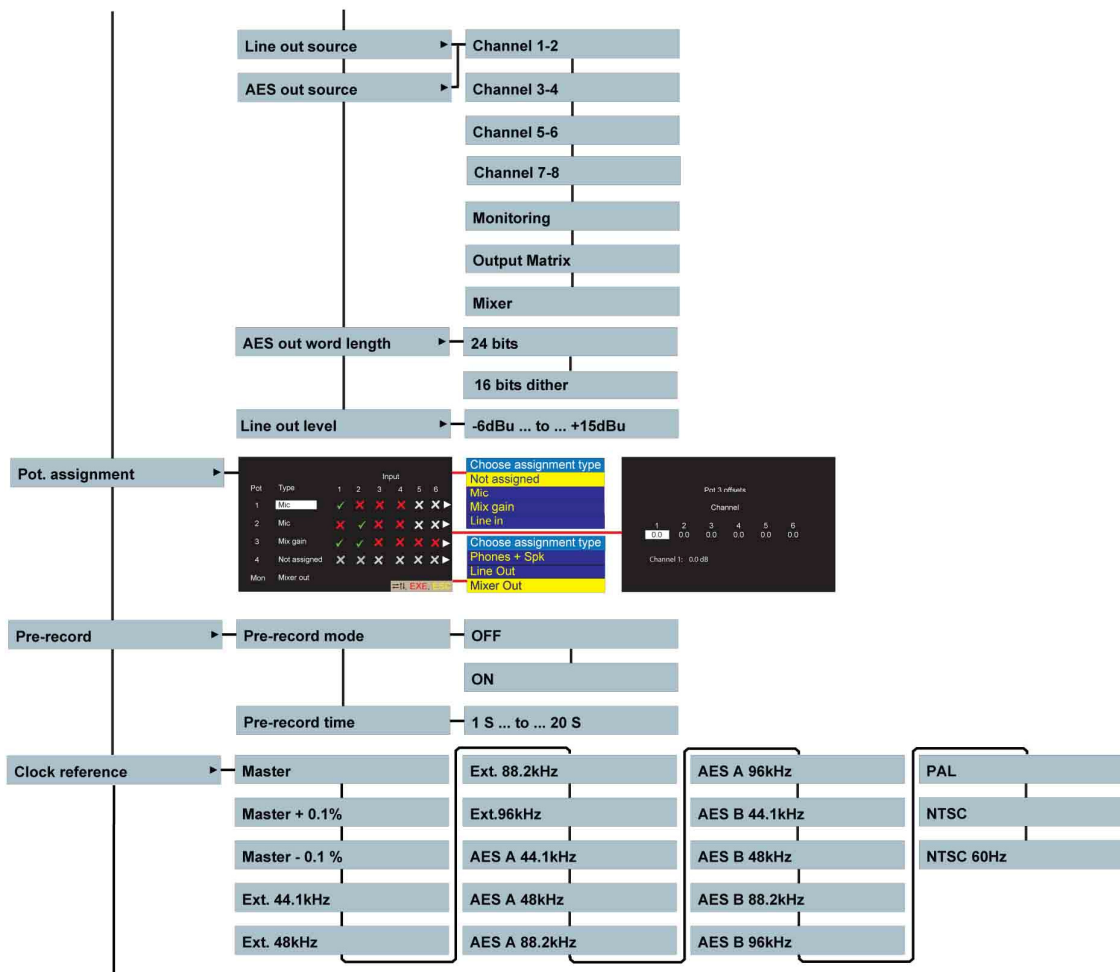 Line out source ► Channel 1-2
AES out source ► Channel 3-4
Channel 5-6
Channel 7-8
Monitoring
Output Matrix
Mixer
AES out word length ► 24 bits
16 bits dither
Line out level ► -6dBu ... to ... +15dBu
Pot. assignment ►
Input
Pot Type 1 2 3 4 5 6
1 Mic ✓ ✗ ✗ ✗ ✗ ✗ ►
2 Mic ✗ ✓ ✗ ✗ ✗ ✗ ►
3 Mix gain ✓ ✓ ✗ ✗ ✗ ✗ ►
4 Not assigned ✗ ✗ ✗ ✗ ✗ ✗ ►
Mon Mixer out
EXE, ESC
Choose assignment type
Not assigned
Mic
Mix gain
Line in
Choose assignment type
Phones + Spk
Line Out
Mixer Out
Pot 3 offsets
Channel
1 2 3 4 5 6
0.0 0.0 0.0 0.0 0.0 0.0
Channel 1: 0.0 dB
Pre-record ► Pre-record mode OFF
ON
Pre-record time 1 S ... to ... 20 S
Clock reference ► Master
Master + 0.1%
Master - 0.1 %
Ext. 44.1kHz
Ext. 48kHz
Ext. 88.2kHz
Ext.96kHz
AES A 44.1kHz
AES A 48kHz
AES A 88.2kHz
AES A 96kHz
AES B 44.1kHz
AES B 48kHz
AES B 88.2kHz
AES B 96kHz
PAL
NTSC
NTSC 60Hz